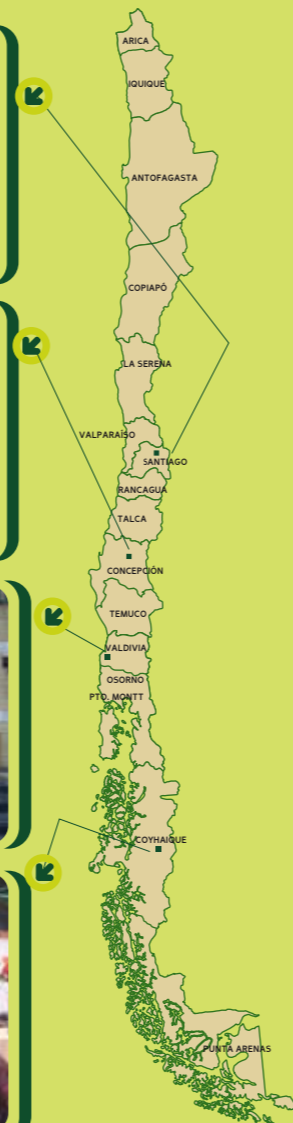 ARICA
IQUIQUE
ANTOFAGASTA
COPIAPÓ
LA SERENA
VALPARAÍSO
SANTIAGO
RANCAGUA
TALCA
CONCEPCIÓN
TEMUCO
VALDIVIA
OSORNO
PTO. MONTT
COYHAIQUE
PUNTA ARENAS